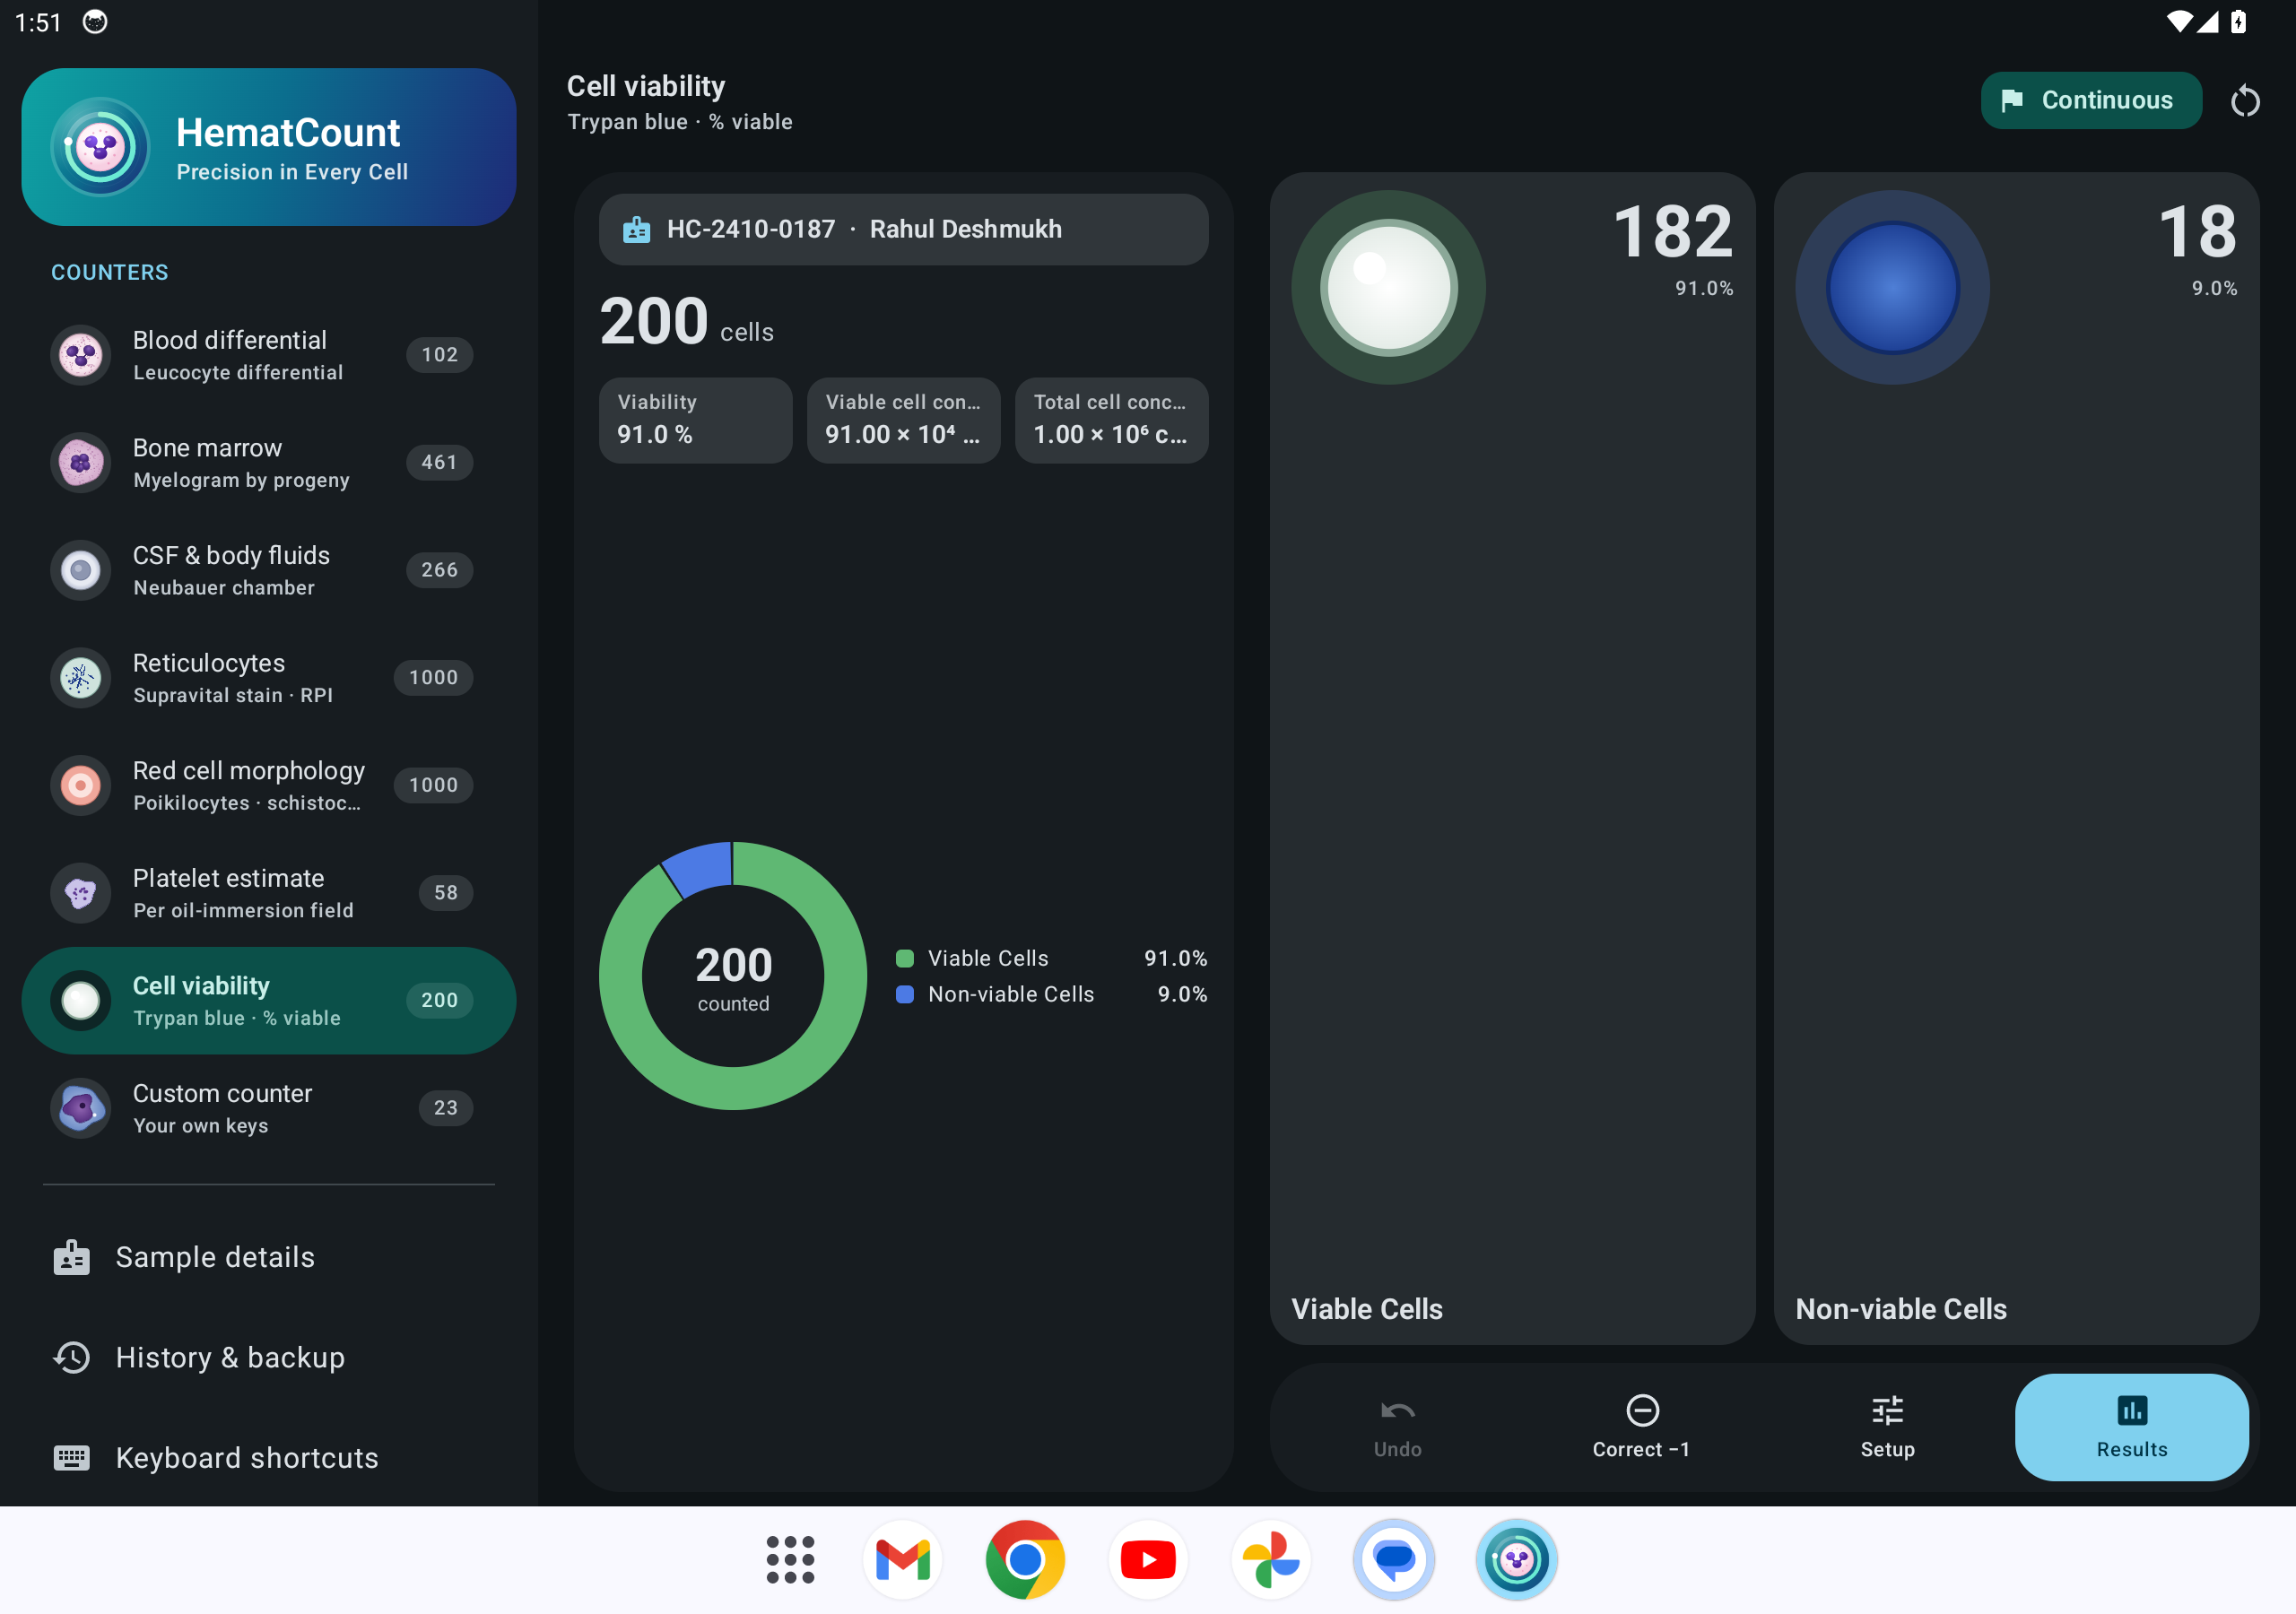 1:51
HematCount
Precision in Every Cell
COUNTERS
Blood differential
Leucocyte differential
102
Bone marrow
Myelogram by progeny
461
CSF & body fluids
Neubauer chamber
266
Reticulocytes
Supravital stain · RPI
1000
Red cell morphology
Poikilocytes · schistoc…
1000
Platelet estimate
Per oil-immersion field
58
Cell viability
Trypan blue · % viable
200
Custom counter
Your own keys
23
Sample details
History & backup
Keyboard shortcuts
Cell viability
Trypan blue · % viable
Continuous
HC-2410-0187 · Rahul Deshmukh
200 cells
Viability
91.0 %
Viable cell con…
91.00 × 10⁴ …
Total cell conc…
1.00 × 10⁶ c…
200
counted
Viable Cells 91.0%
Non-viable Cells 9.0%
182
91.0%
Viable Cells
18
9.0%
Non-viable Cells
Undo
Correct −1
Setup
Results